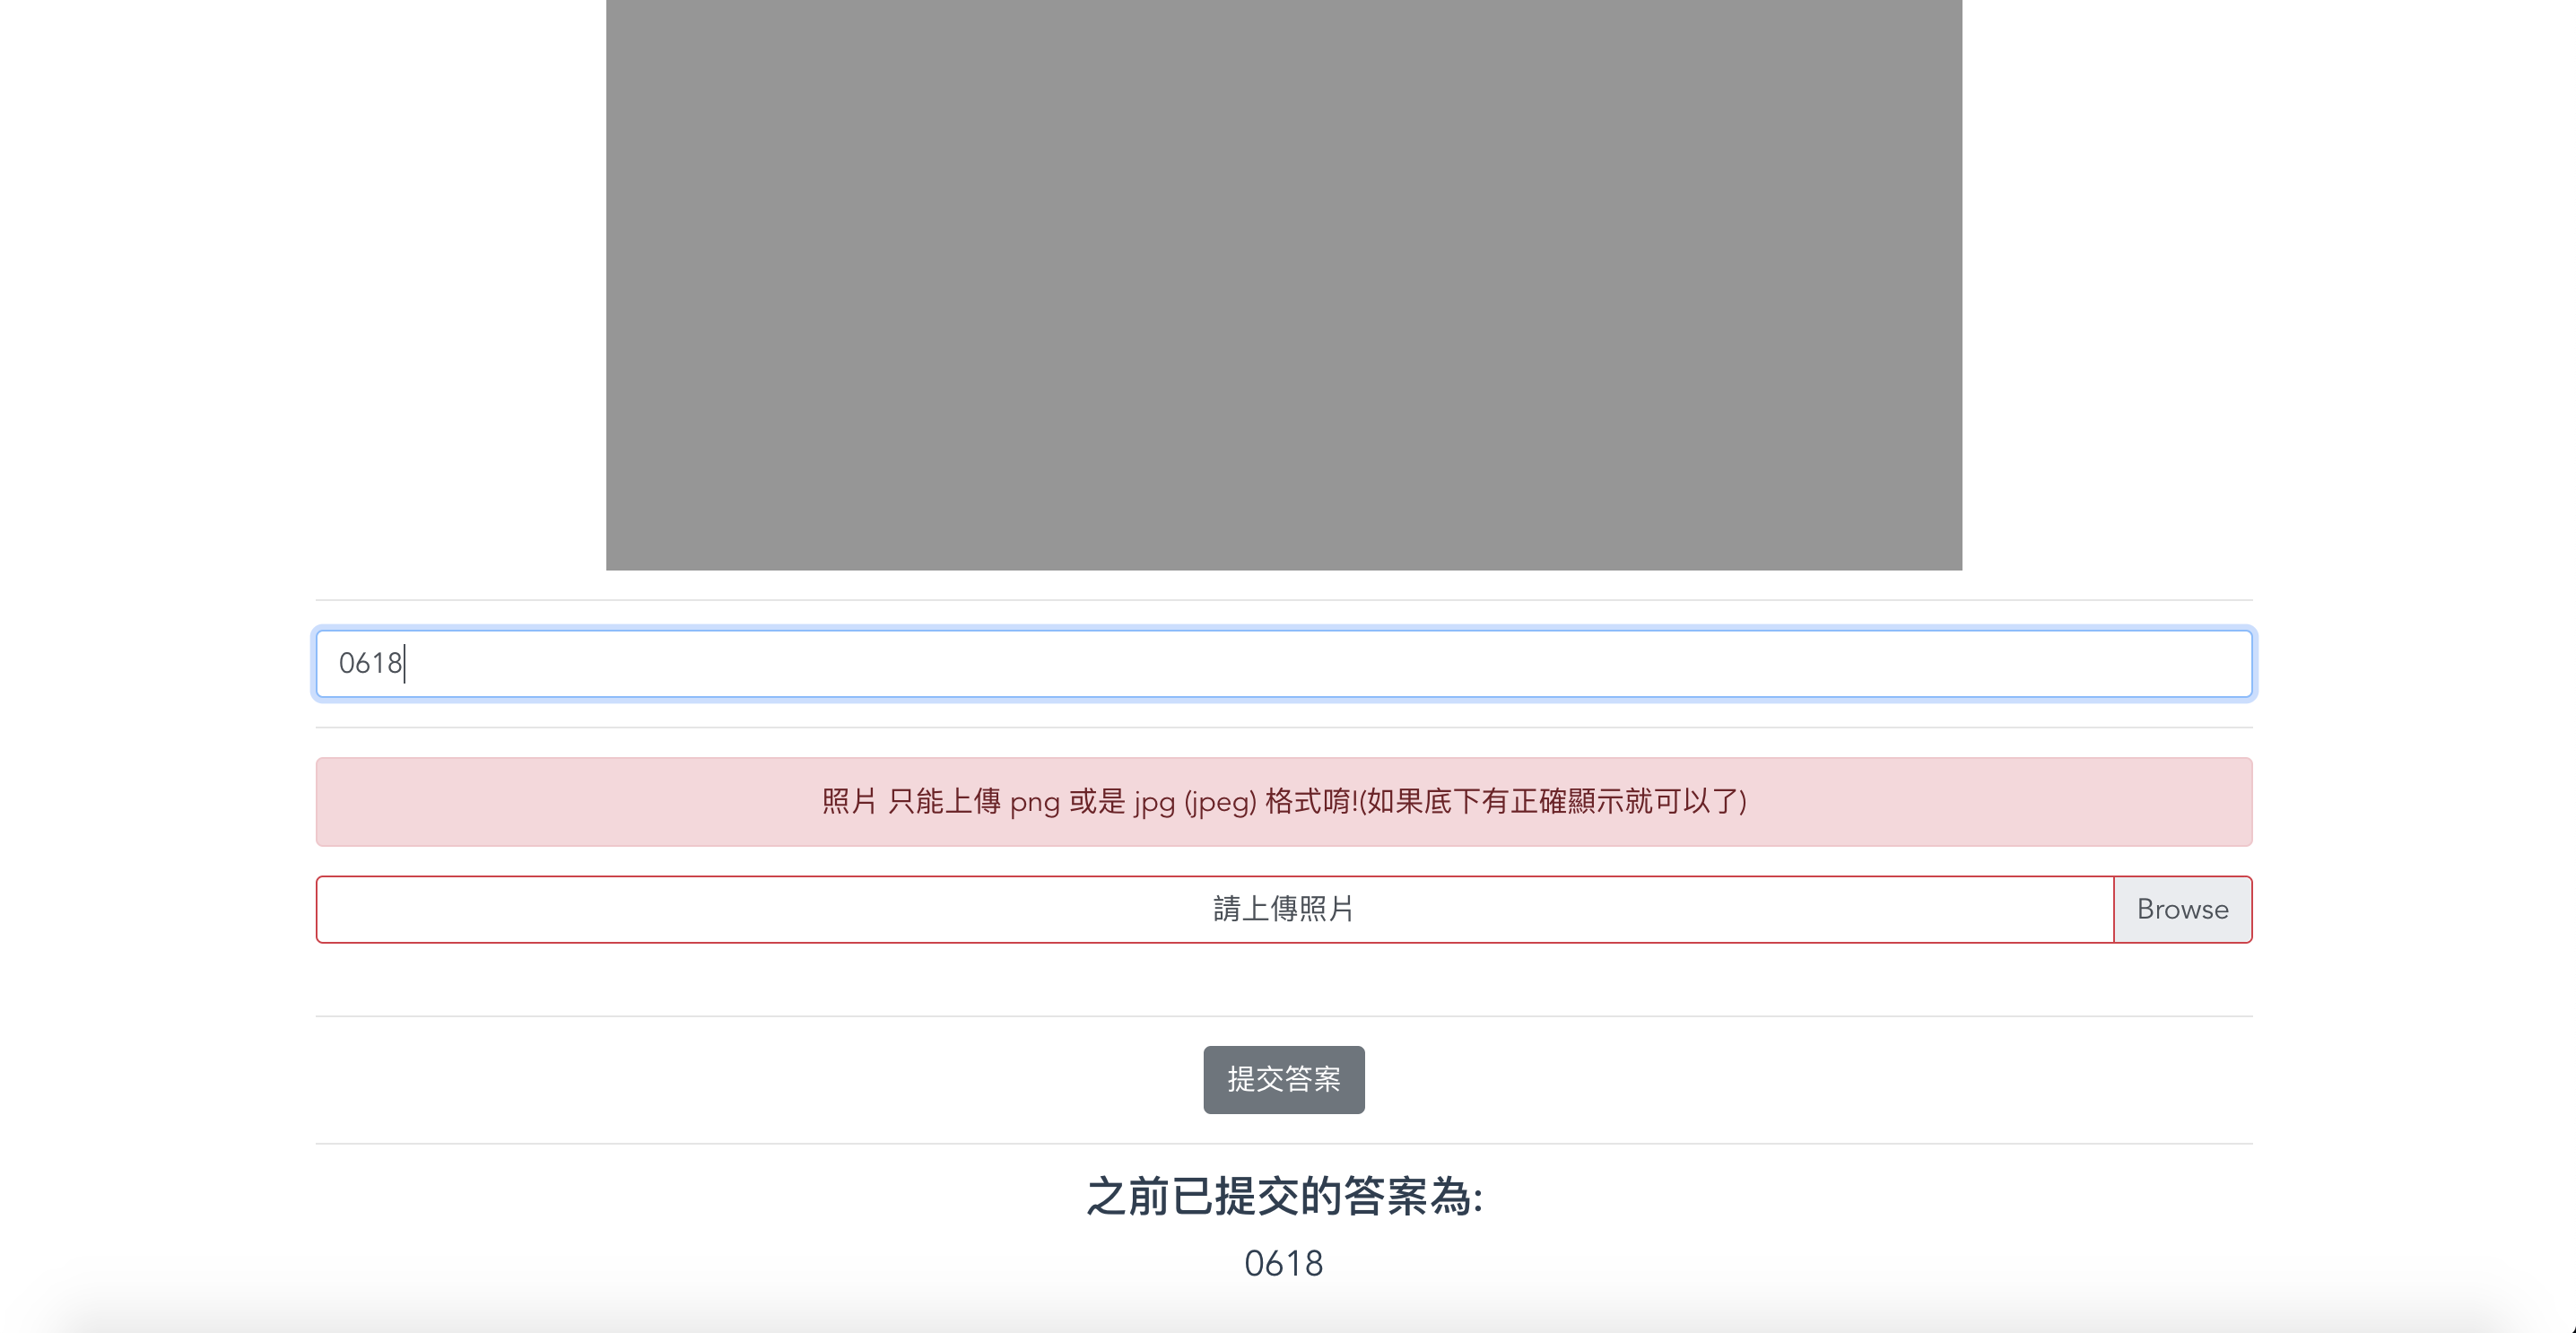 0618
照片 只能上傳 png 或是 jpg (jpeg) 格式唷!(如果底下有正確顯示就可以了)
請上傳照片
Browse
提交答案
之前已提交的答案為:
0618